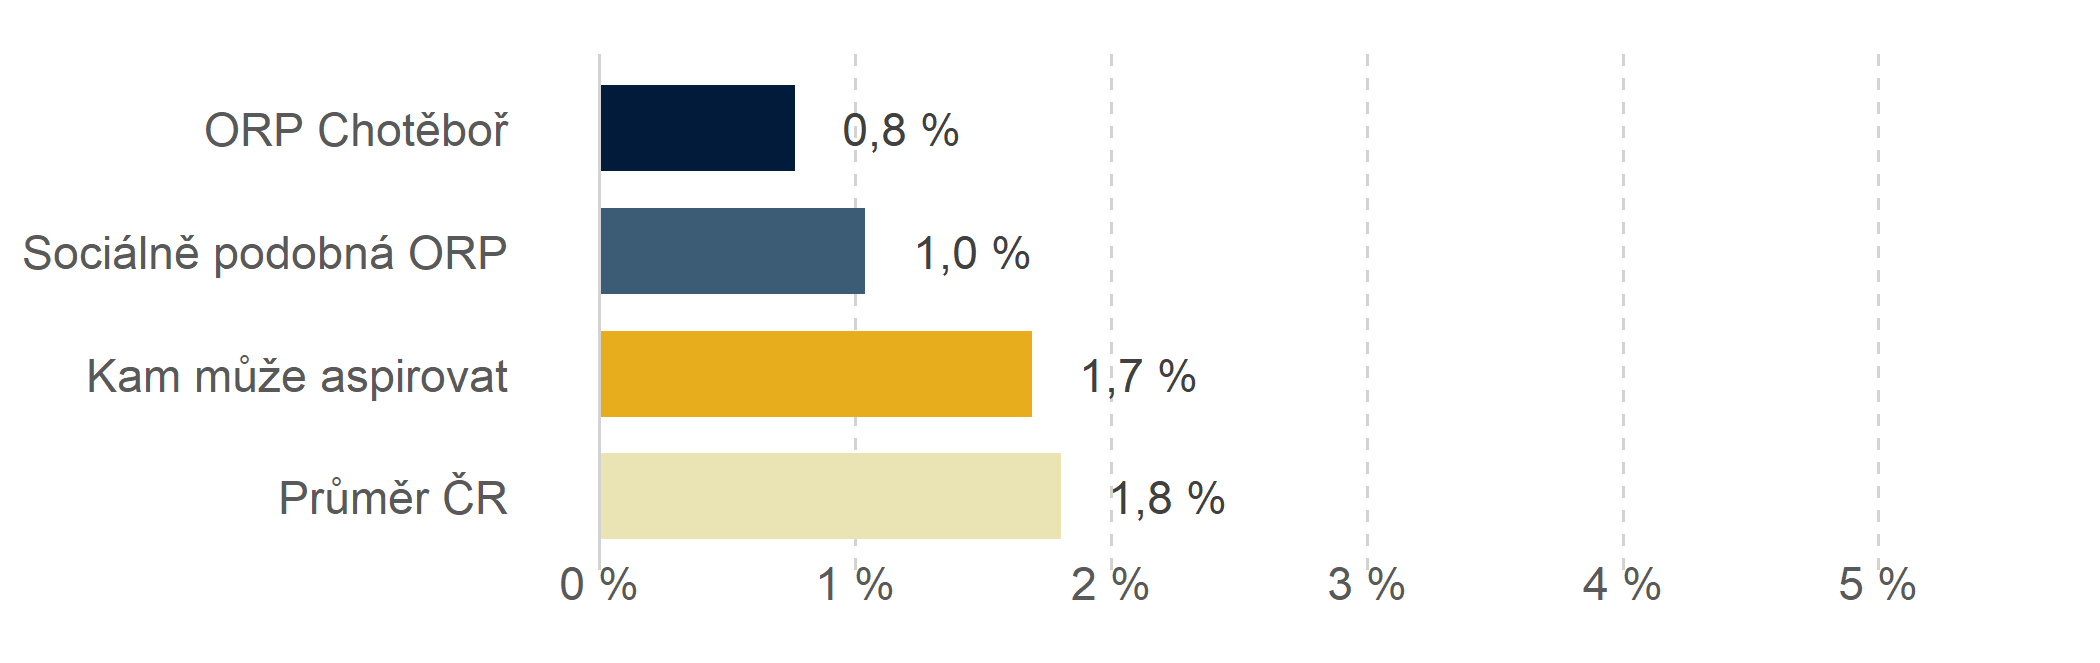 ORP Chotěboř 0,8 %
Sociálně podobná ORP 1,0 %
Kam může aspirovat 1,7 %
Průměr ČR 1,8 %
0 % 1 % 2 % 3 % 4 % 5 %